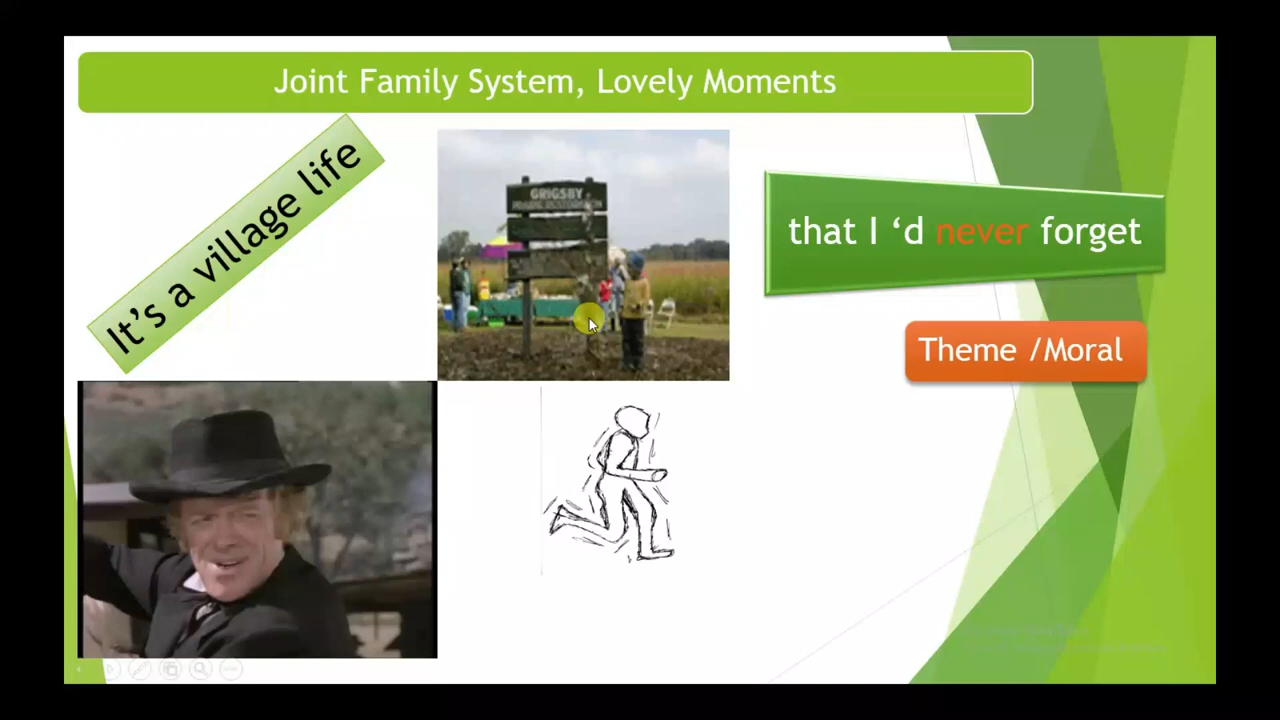 Joint Family System, Lovely Moments
It's a village life
GRIGSBY
that I 'd never forget
Theme /Moral